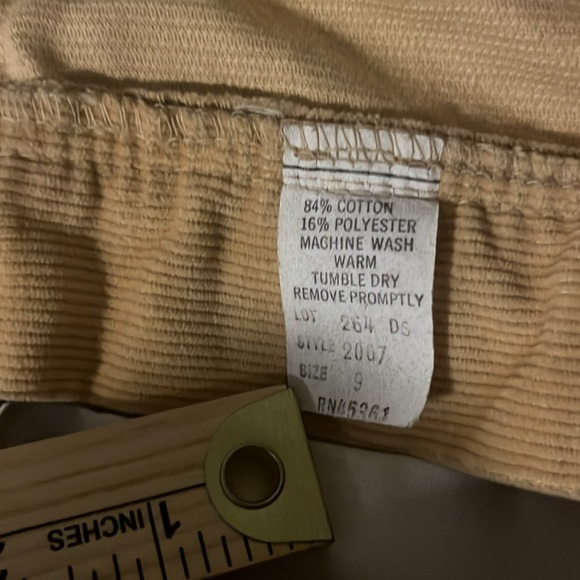 84% COTTON
16% POLYESTER
MACHINE WASH
WARM
TUMBLE DRY
REMOVE PROMPTLY
LOT 264 DS
STYLE 2007
SIZE 9
RN45361
1
INCHES